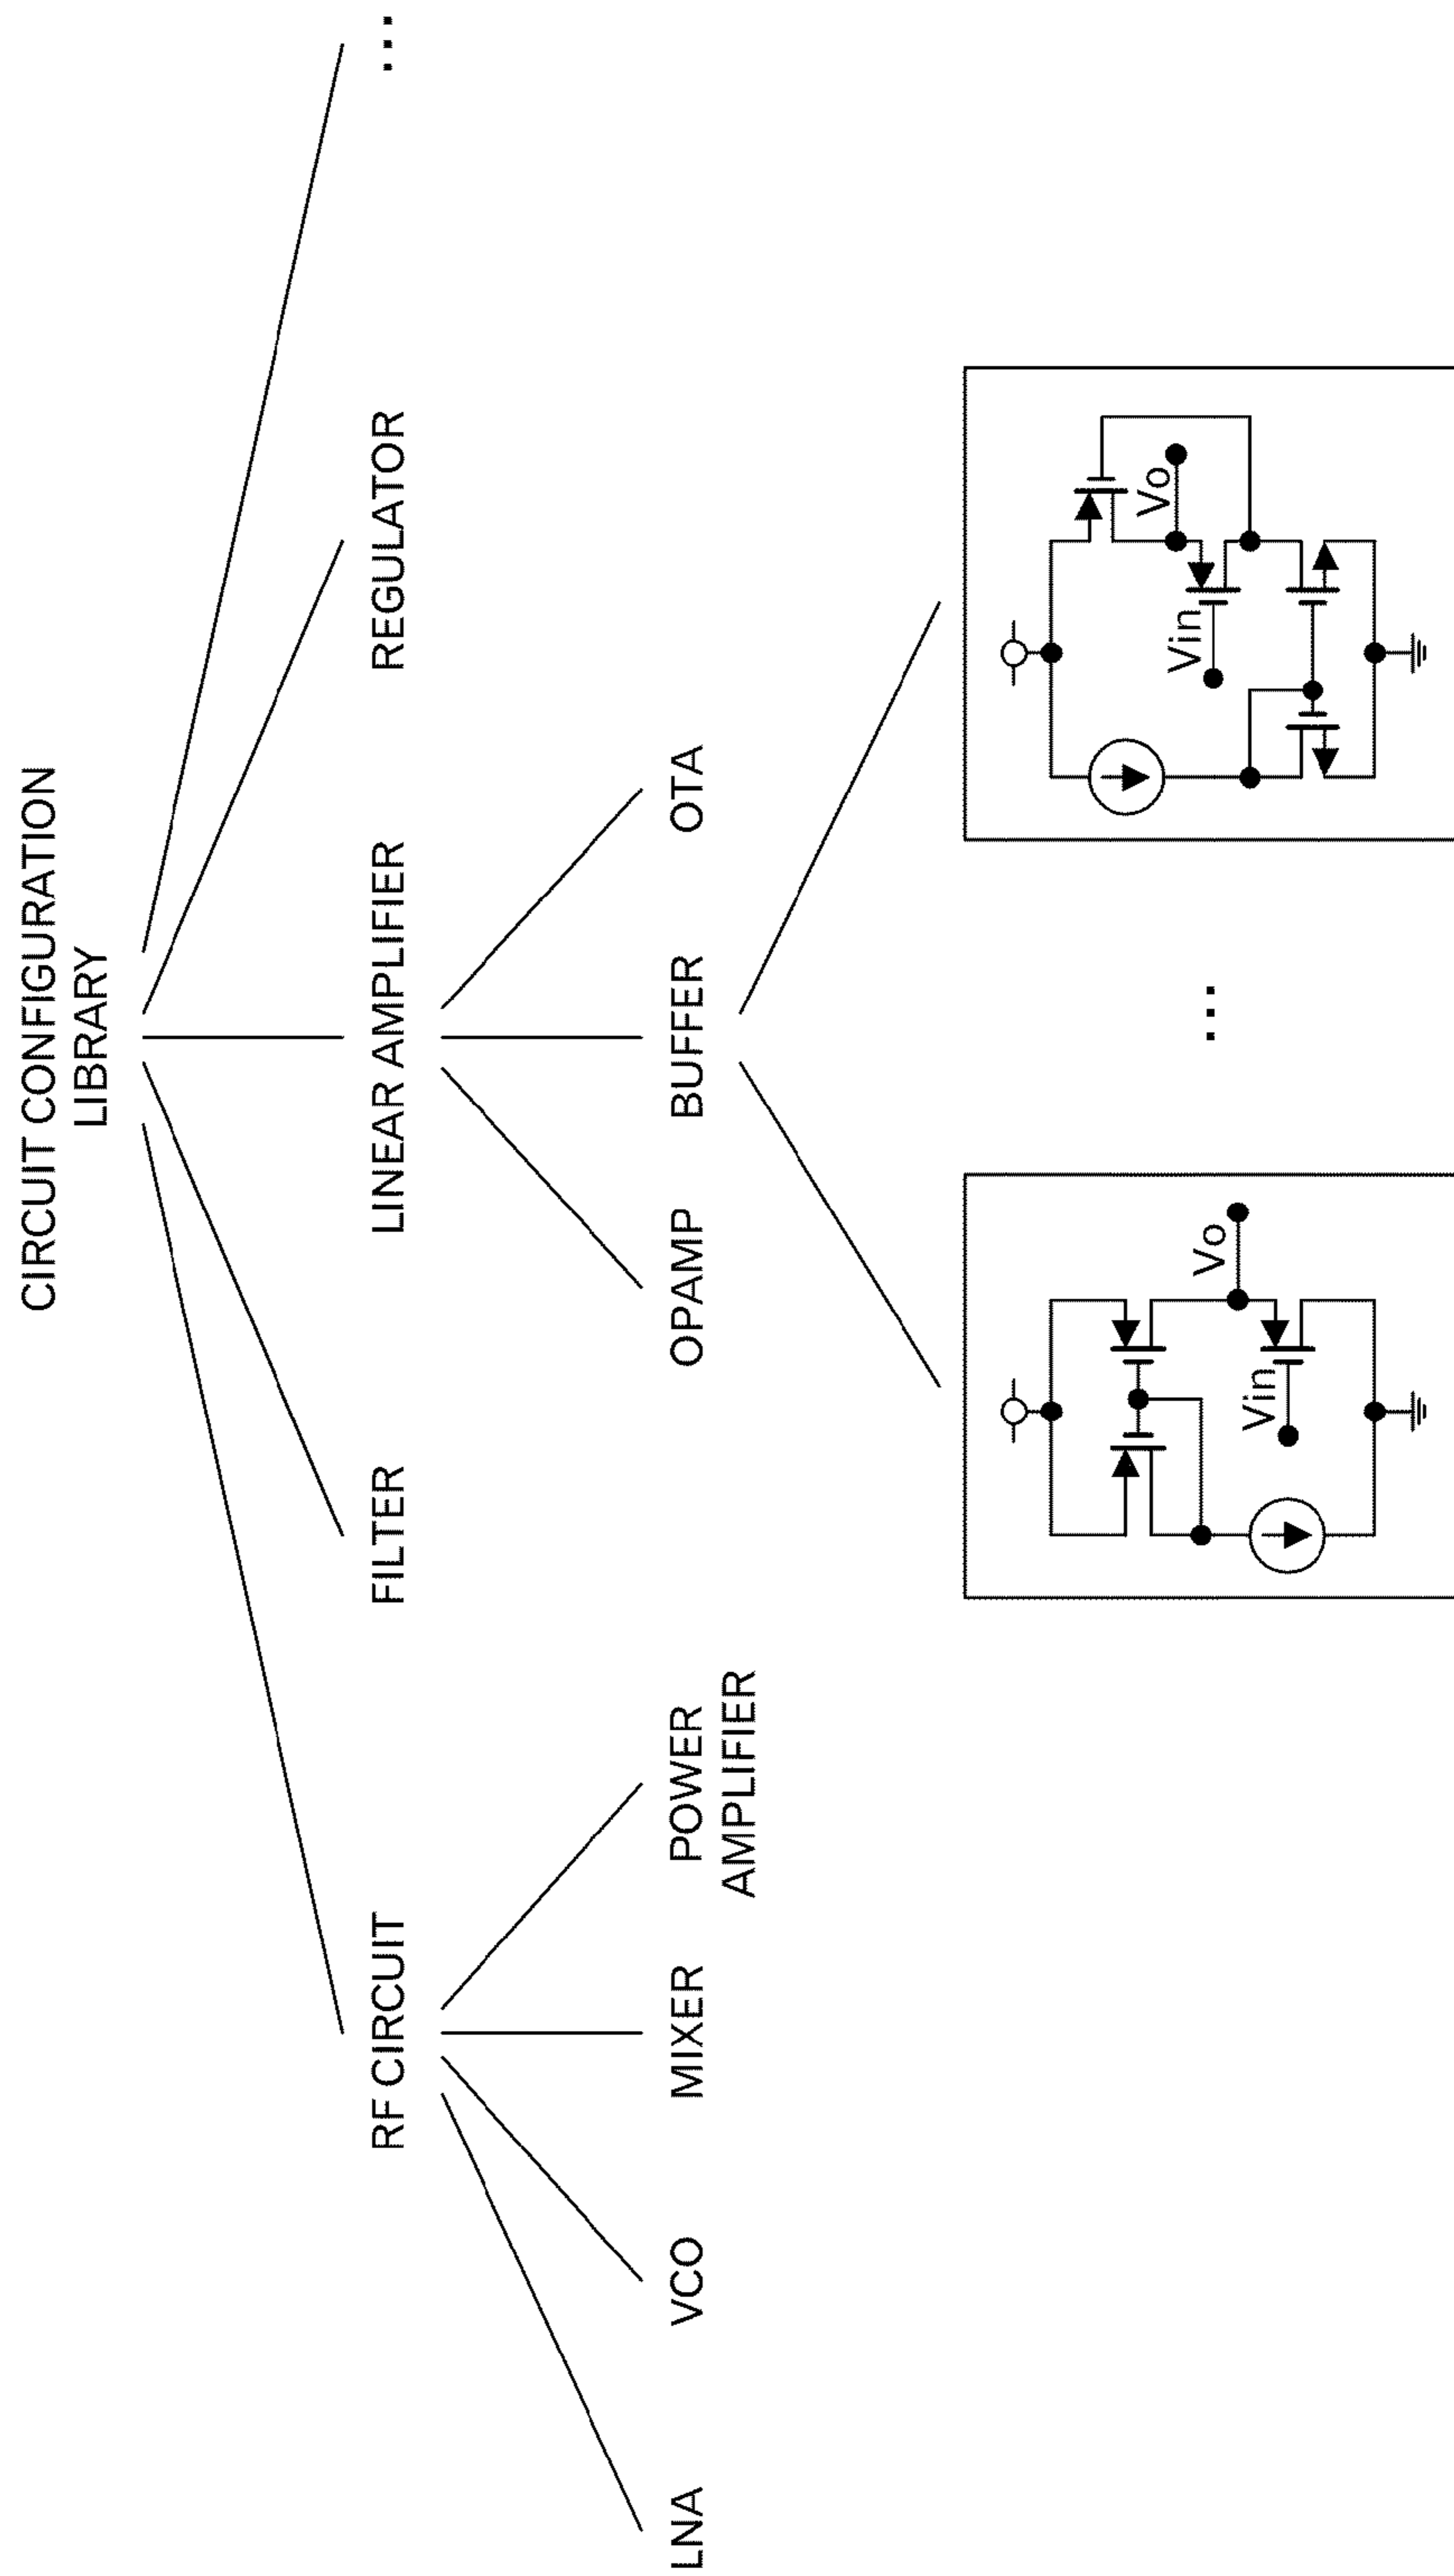 CIRCUIT CONFIGURATION
LIBRARY
RF CIRCUIT
FILTER
LINEAR AMPLIFIER
REGULATOR
...
LNA
VCO
MIXER
POWER
AMPLIFIER
OPAMP
BUFFER
OTA
Vin
Vo
...
Vin
Vo